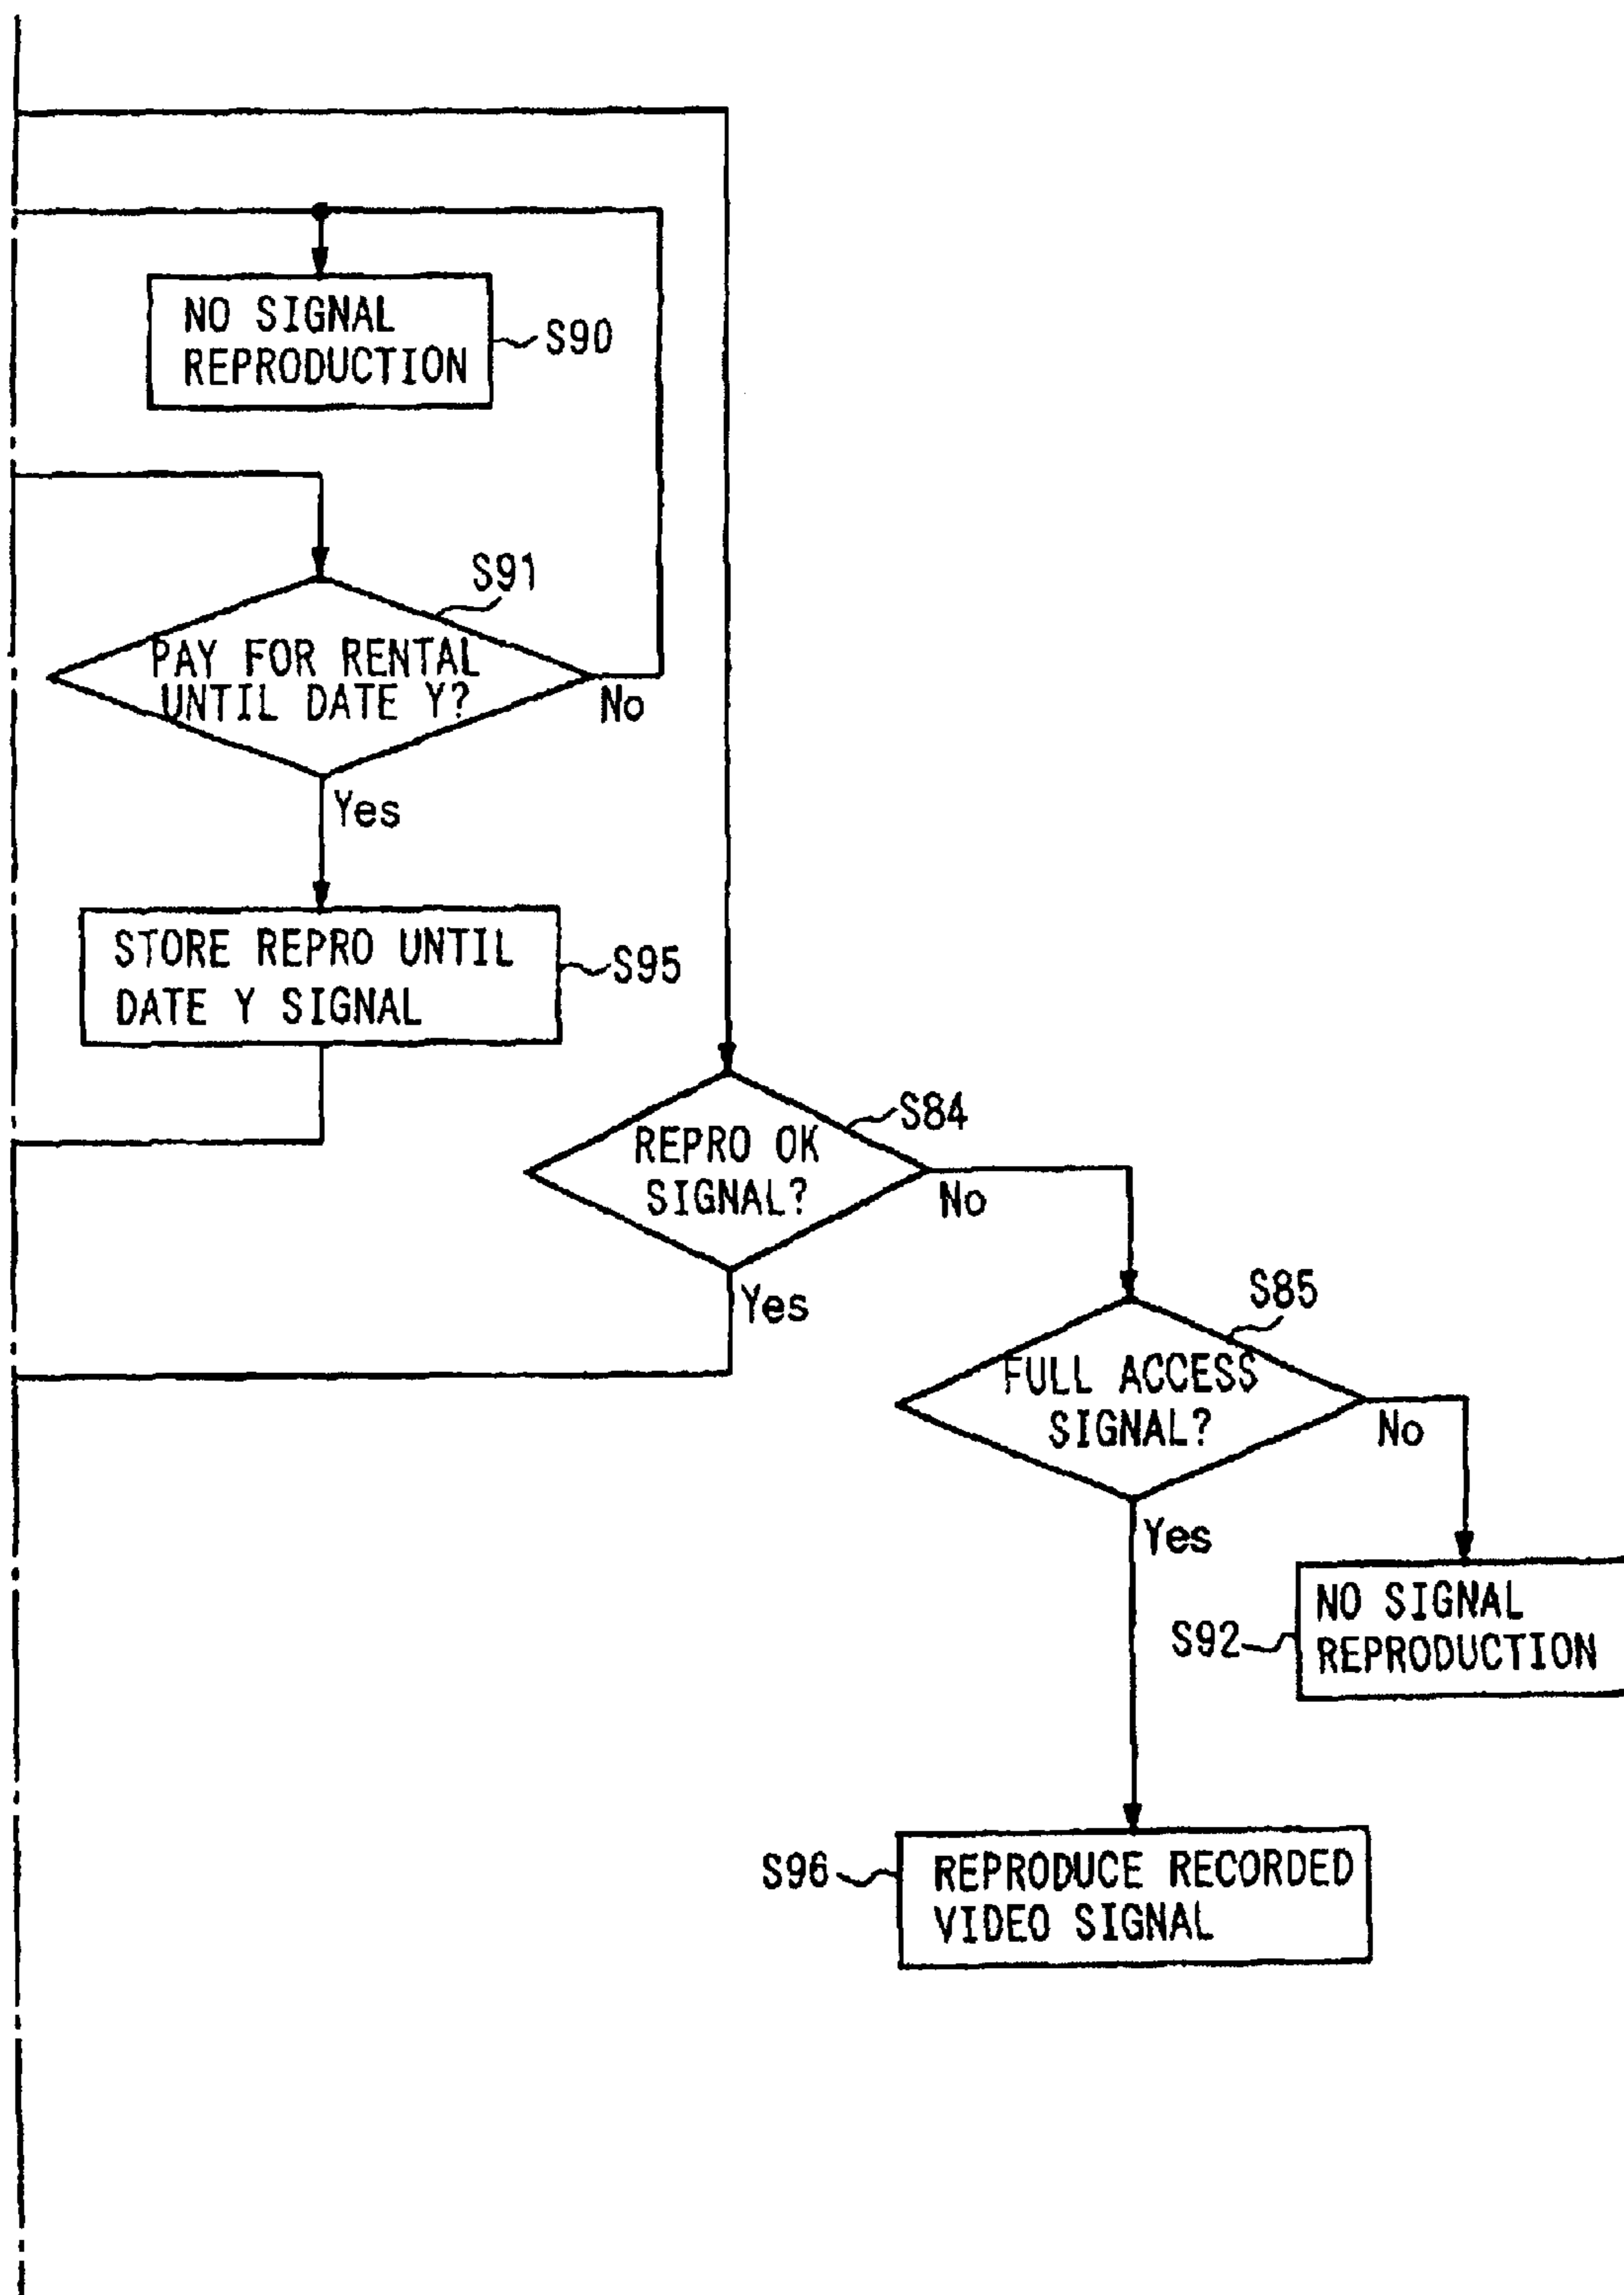 NO SIGNAL
REPRODUCTION
S90
S91
PAY FOR RENTAL
UNTIL DATE Y?
No
Yes
STORE REPRO UNTIL
DATE Y SIGNAL
S95
S84
REPRO OK
SIGNAL?
No
Yes
S85
FULL ACCESS
SIGNAL?
No
Yes
NO SIGNAL
REPRODUCTION
S92
S96
REPRODUCE RECORDED
VIDEO SIGNAL